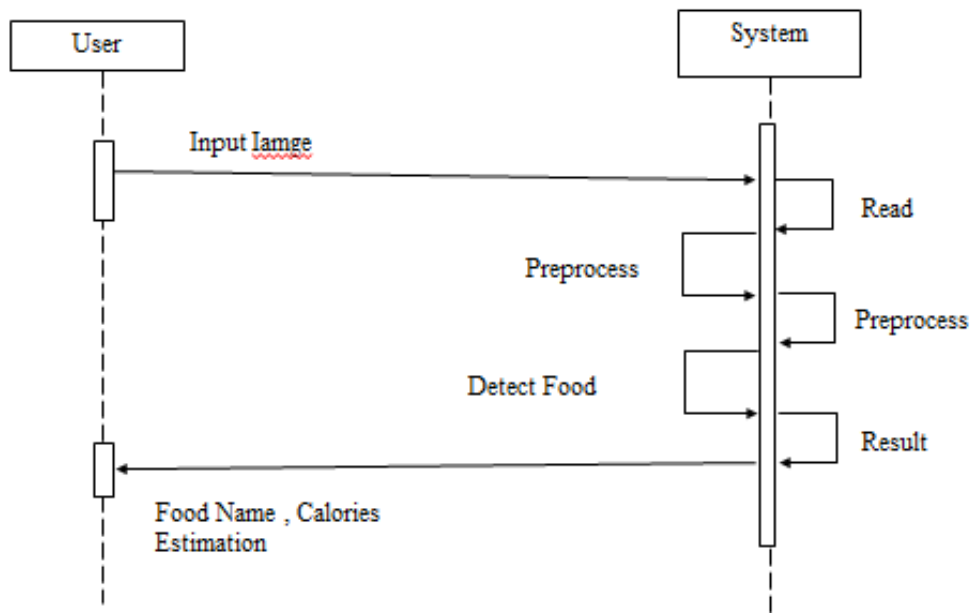 User
System
Input Iamge
Read
Preprocess
Preprocess
Detect Food
Result
Food Name , Calories
Estimation